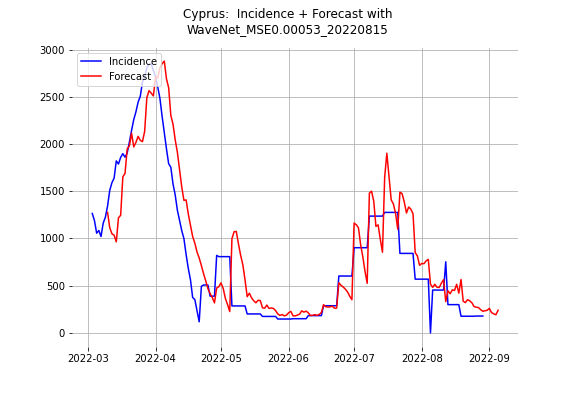 Cyprus:  Incidence + Forecast with
WaveNet_MSE0.00053_20220815
Incidence
Forecast
3000
2500
2000
1500
1000
500
0
2022-03 2022-04 2022-05 2022-06 2022-07 2022-08 2022-09